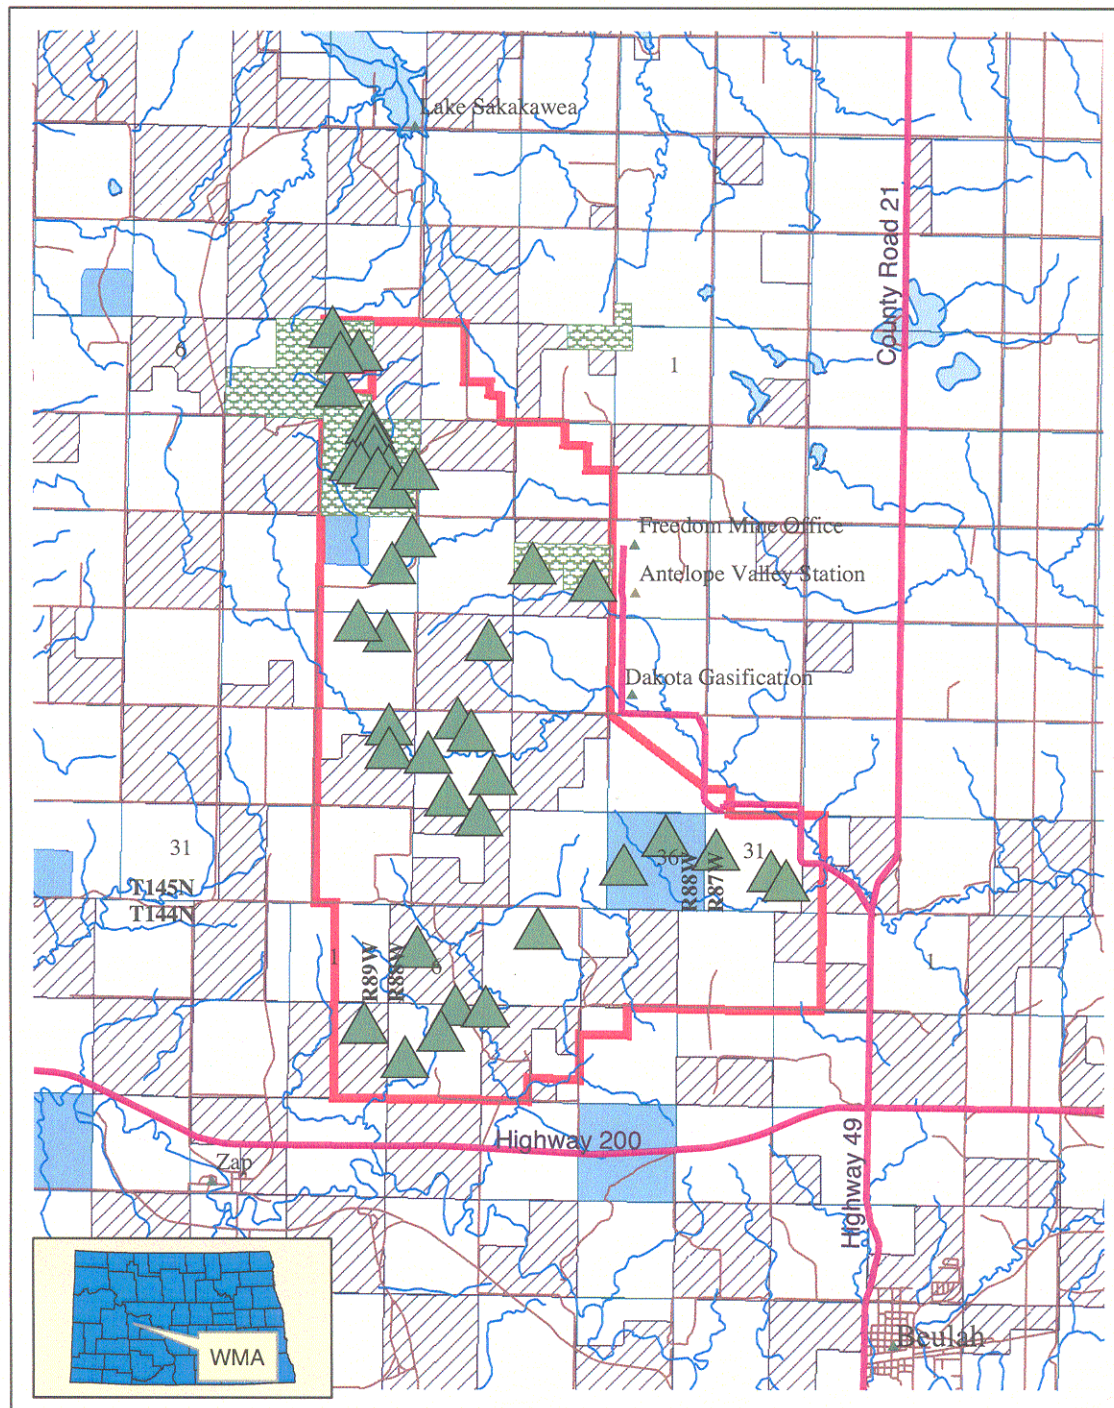 Lake Sakakawea
County Road 21
6
1
Freedom Mine Office
Antelope Valley Station
Dakota Gasification
31
36
31
T145N
T144N
R88W
R87W
1
R89W
R88W
6
1
Highway 200
Highway 49
Zap
WMA
Beulah